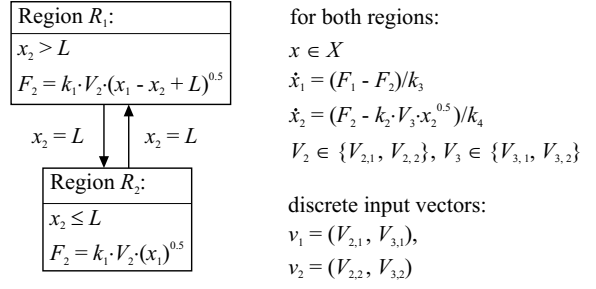 Region R₁:
x₂ > L
F₂ = k₁·V₂·(x₁ - x₂ + L)^0.5
x₂ = L
x₂ = L
Region R₂:
x₂ ≤ L
F₂ = k₁·V₂·(x₁)^0.5
for both regions:
x ∈ X
ẋ₁ = (F₁ - F₂)/k₃
ẋ₂ = (F₂ - k₂·V₃·x₂^0.5)/k₄
V₂ ∈ {V₂,₁, V₂,₂}, V₃ ∈ {V₃,₁, V₃,₂}
discrete input vectors:
v₁ = (V₂,₁, V₃,₁),
v₂ = (V₂,₂, V₃,₂)